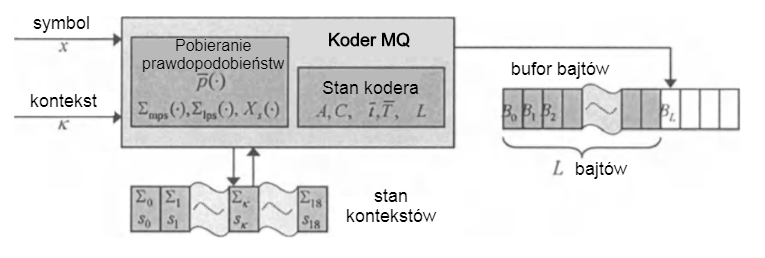 symbol
x
kontekst
κ
Koder MQ
Pobieranie
prawdopodobieństw
p̅(·)
Σmps(·),Σlps(·), Xs(·)
Stan kodera
A, C, t̄, T̄, L
bufor bajtów
B0 B1 B2 BL
L bajtów
Σ0 Σ1 Σκ Σ18
s0 s1 sκ s18
stan
kontekstów